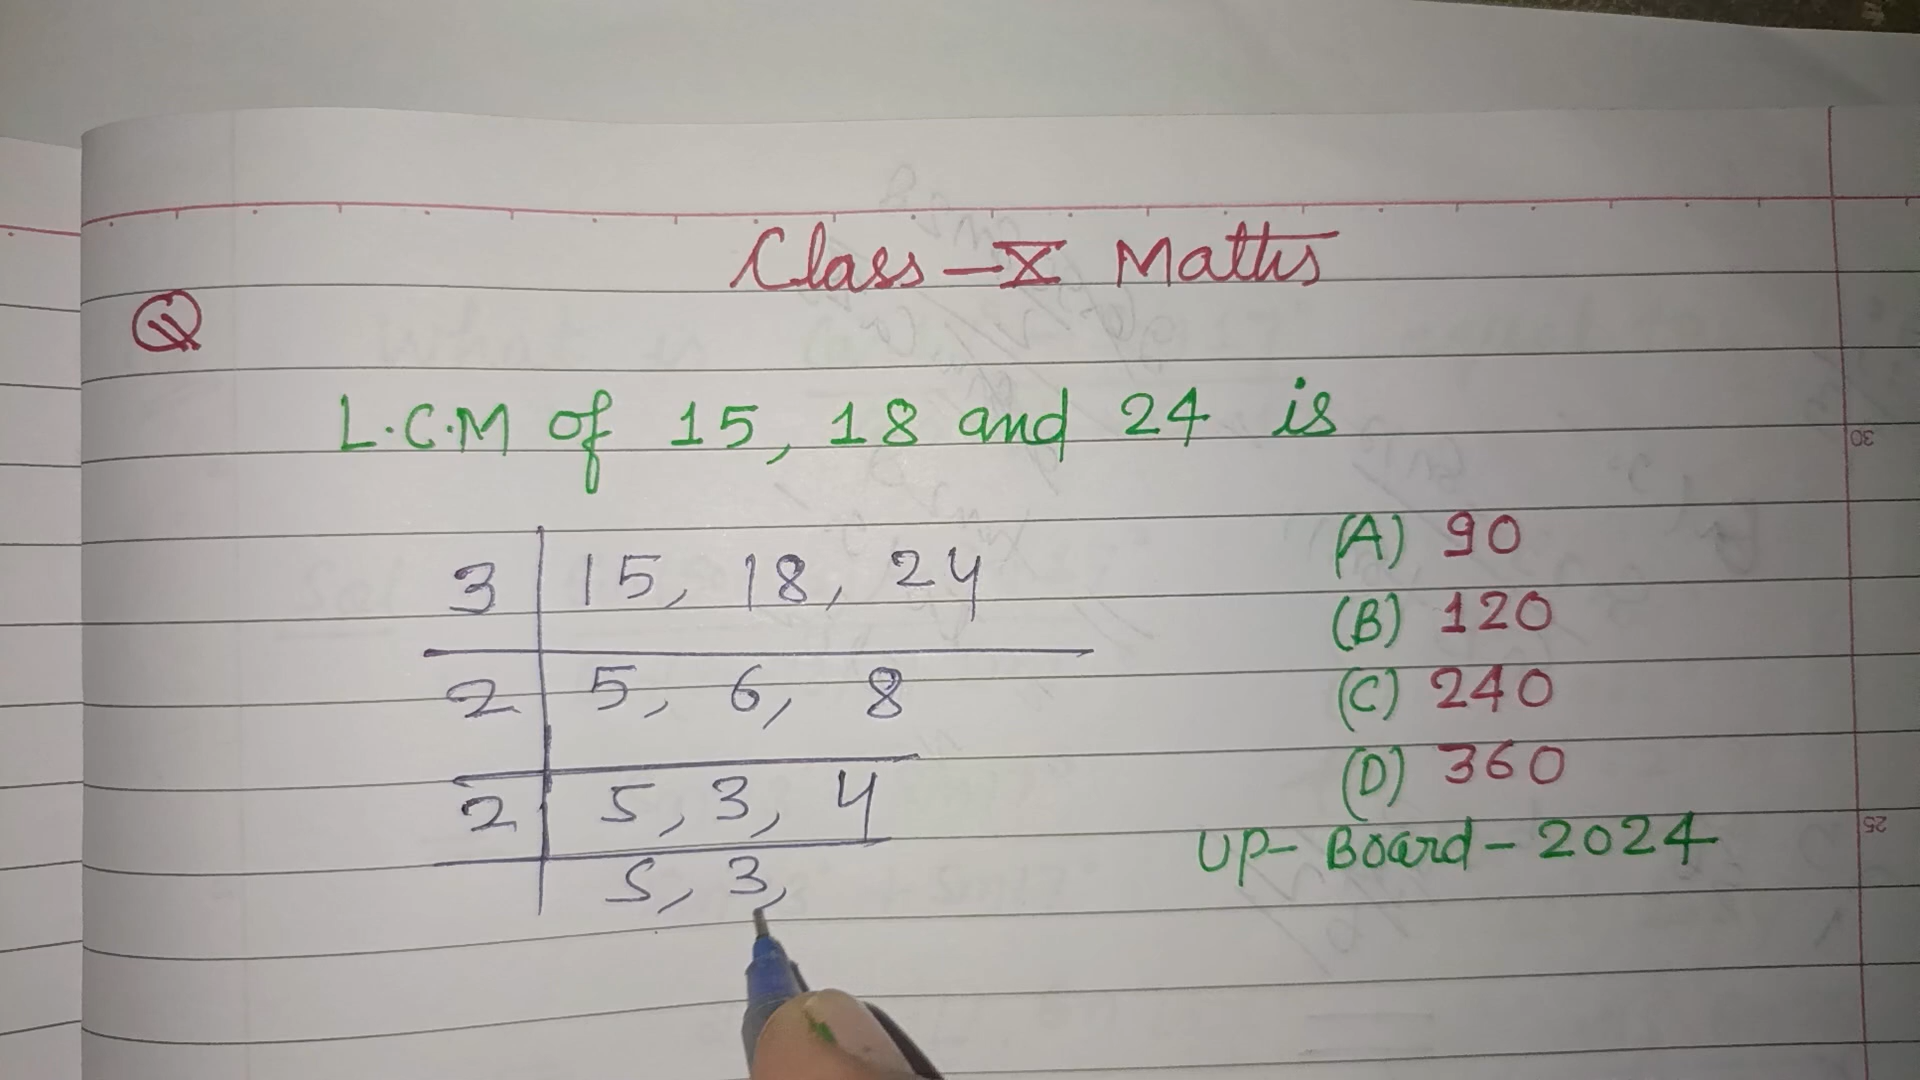 Class-X Maths
Q
L.C.M of 15, 18 and 24 is
3 | 15, 18, 24
2 | 5, 6, 8
2 | 5, 3, 4
5, 3,
(A) 90
(B) 120
(C) 240
(D) 360
UP-Board-2024
30
25